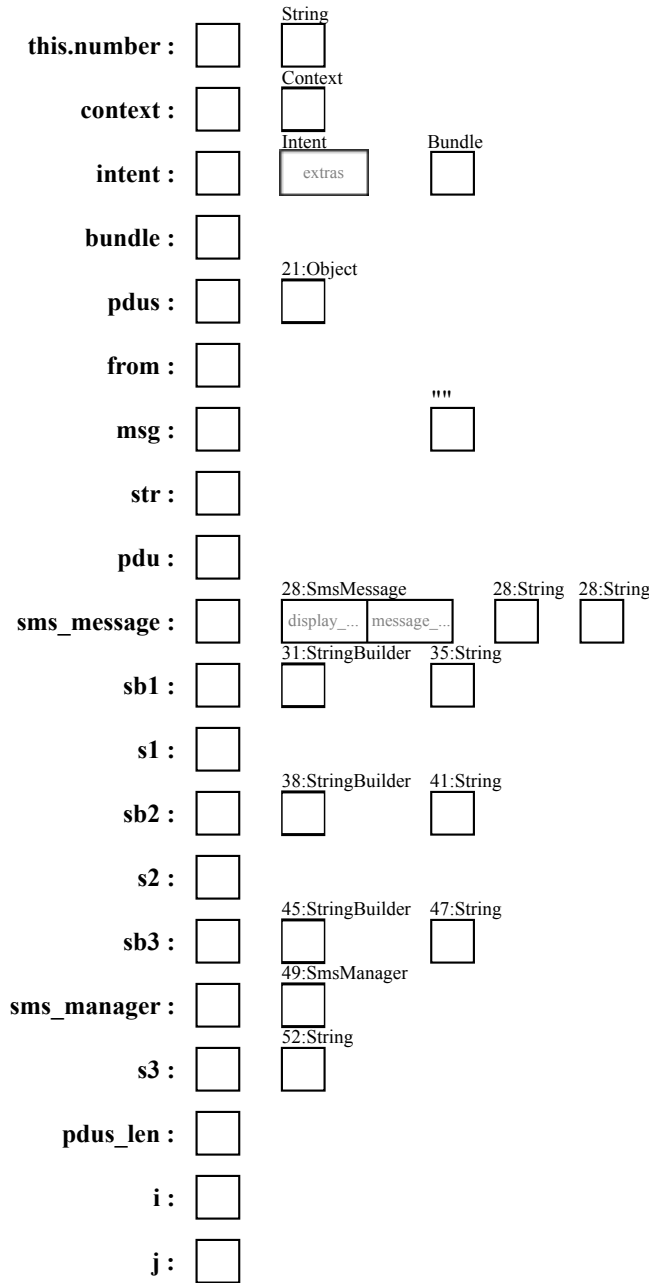 String
this.number :
Context
context :
Intent Bundle
intent : extras
bundle :
21:Object
pdus :
from :
""
msg :
str :
pdu :
28:SmsMessage 28:String 28:String
sms_message : display_... message_...
31:StringBuilder 35:String
sb1 :
s1 :
38:StringBuilder 41:String
sb2 :
s2 :
45:StringBuilder 47:String
sb3 :
49:SmsManager
sms_manager :
52:String
s3 :
pdus_len :
i :
j :